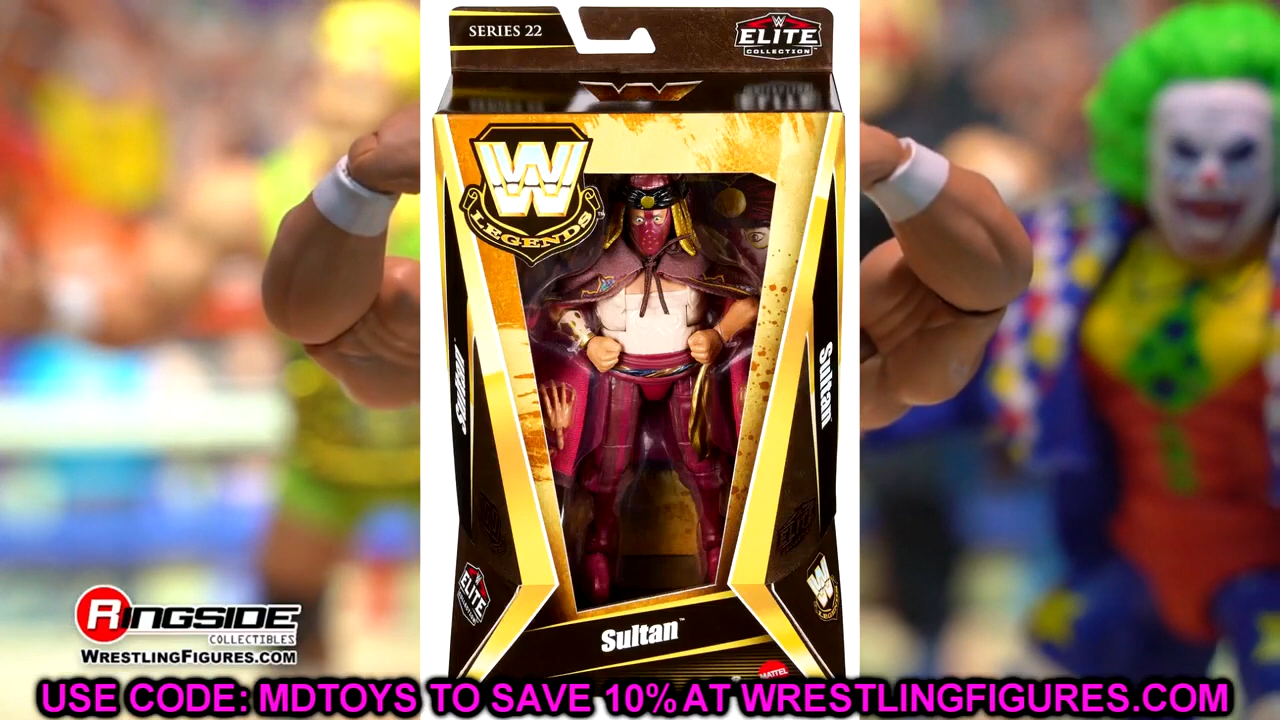 SERIES 22
W
ELITE
COLLECTION
W
LEGENDS
Sultan
Sultan
ELITE
Sultan
MATTEL
RINGSIDE
COLLECTIBLES
WRESTLINGFIGURES.COM
USE CODE: MDTOYS TO SAVE 10% AT WRESTLINGFIGURES.COM